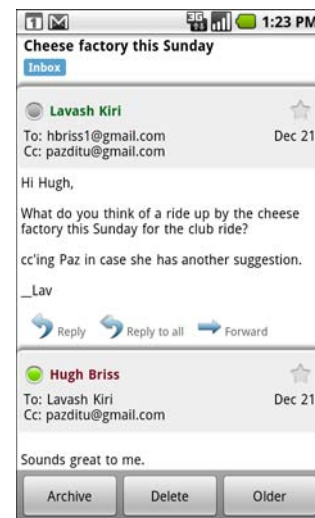 1 3G 1:23 PM
Cheese factory this Sunday
Inbox
Lavash Kiri
To: hbriss1@gmail.com Dec 21
Cc: pazditu@gmail.com
Hi Hugh,
What do you think of a ride up by the cheese
factory this Sunday for the club ride?
cc'ing Paz in case she has another suggestion.
__Lav
Reply Reply to all Forward
Hugh Briss
To: Lavash Kiri Dec 21
Cc: pazditu@gmail.com
Sounds great to me.
Archive Delete Older